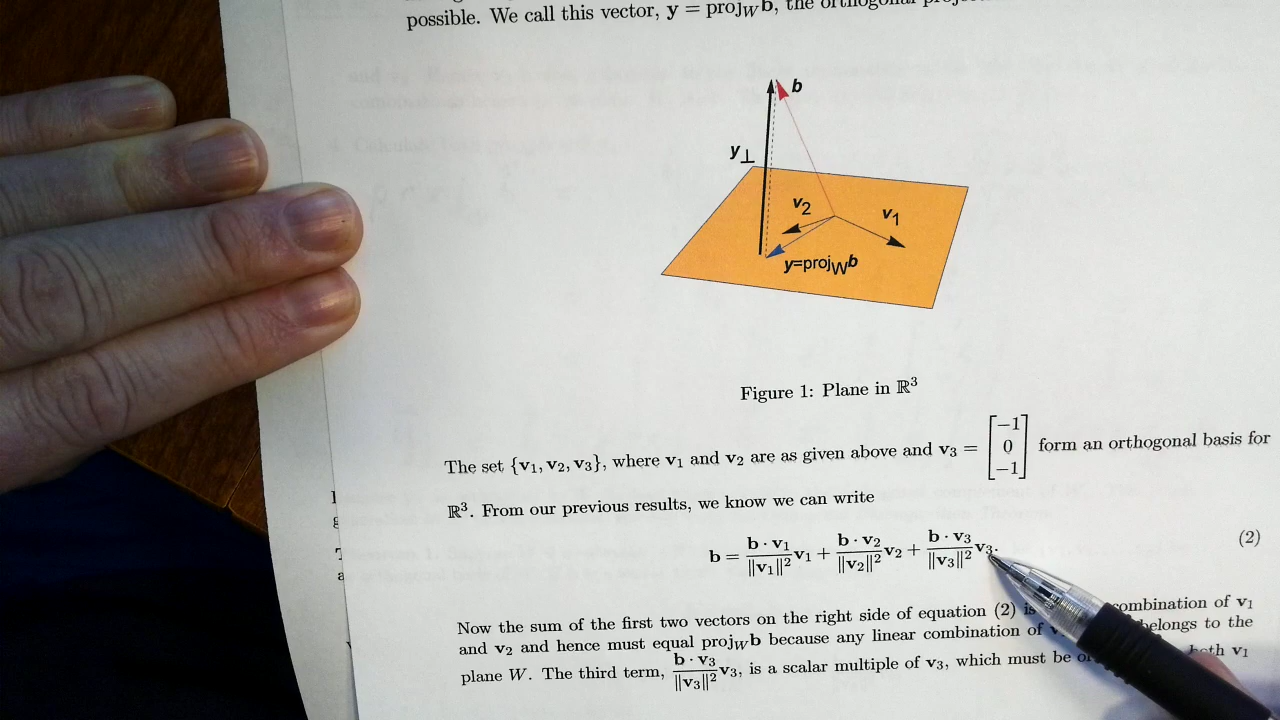 possible. We call this vector, y = proj_W b, the orthogonal
b
y⊥
v₂
v₁
y=proj_W b
Figure 1: Plane in ℝ³
The set {v₁, v₂, v₃}, where v₁ and v₂ are as given above and v₃ = [−1 0 −1] form an orthogonal basis for
ℝ³. From our previous results, we know we can write
b = (b · v₁)/‖v₁‖² v₁ + (b · v₂)/‖v₂‖² v₂ + (b · v₃)/‖v₃‖² v₃. (2)
Now the sum of the first two vectors on the right side of equation (2) is combination of v₁
and v₂ and hence must equal proj_W b because any linear combination of belongs to the
plane W. The third term, (b · v₃)/‖v₃‖² v₃, is a scalar multiple of v₃, which must be both v₁